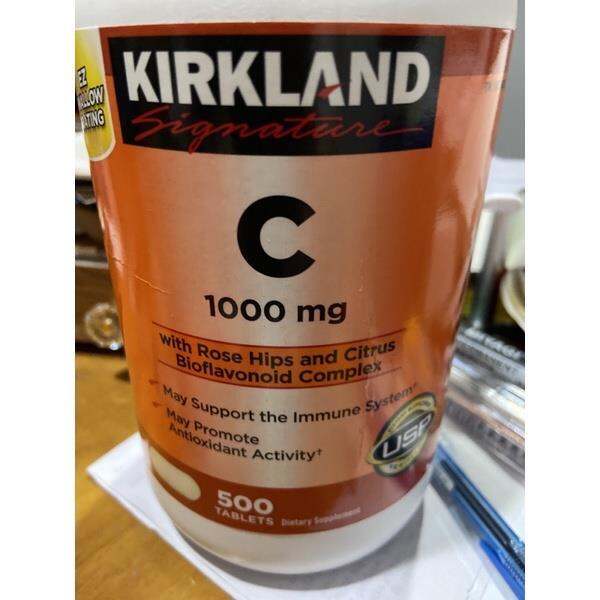 EZ
KIRKLAND
Signature
C
1000 mg
with Rose Hips and Citrus
Bioflavonoid Complex
✓ May Support the Immune System†
✓ May Promote
Antioxidant Activity†
USP
500
TABLETS Dietary Supplement